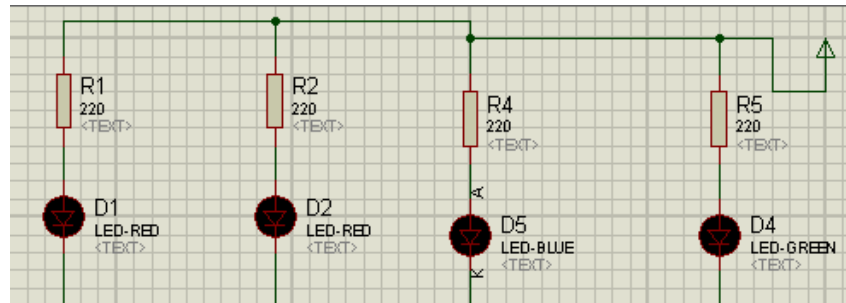 R1
220
<TEXT>
R2
220
<TEXT>
R4
220
<TEXT>
R5
220
<TEXT>
D1
LED-RED
<TEXT>
D2
LED-RED
<TEXT>
A
D5
LED-BLUE
<TEXT>
K
D4
LED-GREEN
<TEXT>